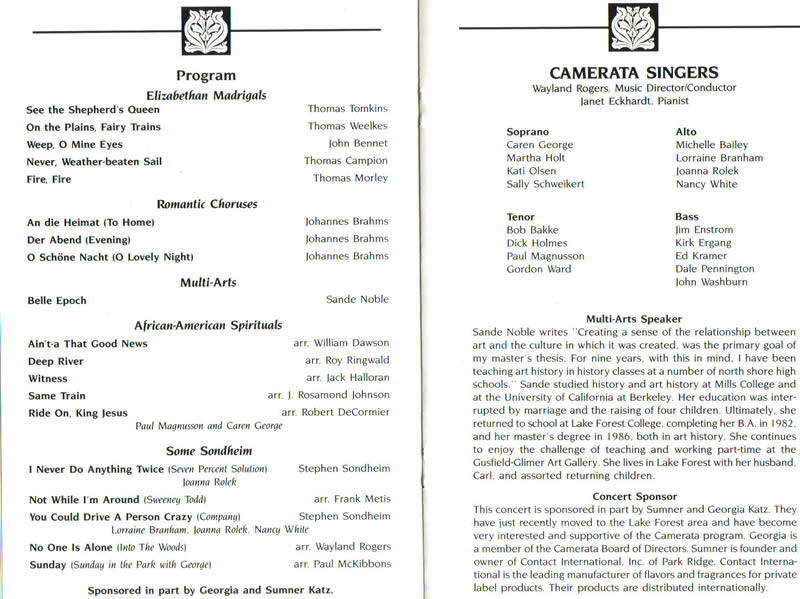 Program
Elizabethan Madrigals
See the Shepherd's Queen Thomas Tomkins
On the Plains, Fairy Trains Thomas Weelkes
Weep, O Mine Eyes John Bennet
Never, Weather-beaten Sail Thomas Campion
Fire, Fire Thomas Morley
Romantic Choruses
An die Heimat (To Home) Johannes Brahms
Der Abend (Evening) Johannes Brahms
O Schöne Nacht (O Lovely Night) Johannes Brahms
Multi-Arts
Belle Epoch Sande Noble
African-American Spirituals
Ain't-a That Good News arr. William Dawson
Deep River arr. Roy Ringwald
Witness arr. Jack Halloran
Same Train arr. J. Rosamond Johnson
Ride On, King Jesus arr. Robert DeCormier
Paul Magnusson and Caren George
Some Sondheim
I Never Do Anything Twice (Seven Percent Solution) Stephen Sondheim
Joanna Rolek
Not While I'm Around (Sweeney Todd) arr. Frank Metis
You Could Drive A Person Crazy (Company) Stephen Sondheim
Lorraine Branham, Joanna Rolek, Nancy White
No One Is Alone (Into The Woods) arr. Wayland Rogers
Sunday (Sunday in the Park with George) arr. Paul McKibbons
Sponsored in part by Georgia and Sumner Katz.
CAMERATA SINGERS
Wayland Rogers, Music Director/Conductor
Janet Eckhardt, Pianist
Soprano
Caren George
Martha Holt
Kati Olsen
Sally Schweikert
Alto
Michelle Bailey
Lorraine Branham
Joanna Rolek
Nancy White
Tenor
Bob Bakke
Dick Holmes
Paul Magnusson
Gordon Ward
Bass
Jim Enstrom
Kirk Ergang
Ed Kramer
Dale Pennington
John Washburn
Multi-Arts Speaker
Sande Noble writes "Creating a sense of the relationship between
art and the culture in which it was created, was the primary goal of
my master's thesis. For nine years, with this in mind, I have been
teaching art history in history classes at a number of north shore high
schools." Sande studied history and art history at Mills College and
at the University of California at Berkeley. Her education was inter-
rupted by marriage and the raising of four children. Ultimately, she
returned to school at Lake Forest College, completing her B.A. in 1982,
and her master's degree in 1986, both in art history. She continues
to enjoy the challenge of teaching and working part-time at the
Gusfield-Glimer Art Gallery. She lives in Lake Forest with her husband,
Carl, and assorted returning children.
Concert Sponsor
This concert is sponsored in part by Sumner and Georgia Katz. They
have just recently moved to the Lake Forest area and have become
very interested and supportive of the Camerata program. Georgia is
a member of the Camerata Board of Directors. Sumner is founder and
owner of Contact International, Inc. of Park Ridge. Contact Interna-
tional is the leading manufacturer of flavors and fragrances for private
label products. Their products are distributed internationally.